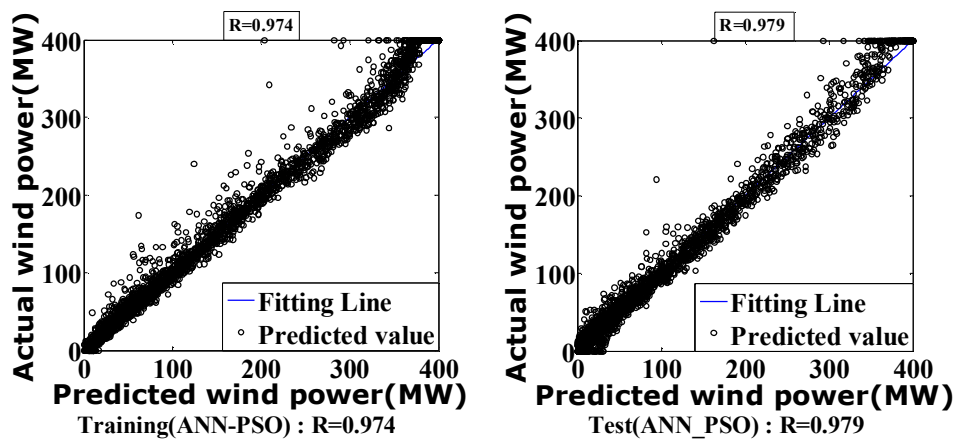 R=0.974
400
300
200
100
0
Actual wind power(MW)
Fitting Line
Predicted value
0 100 200 300 400
Predicted wind power(MW)
Training(ANN-PSO) : R=0.974
R=0.979
400
300
200
100
0
Actual wind power(MW)
Fitting Line
Predicted value
0 100 200 300 400
Predicted wind power(MW)
Test(ANN_PSO) : R=0.979